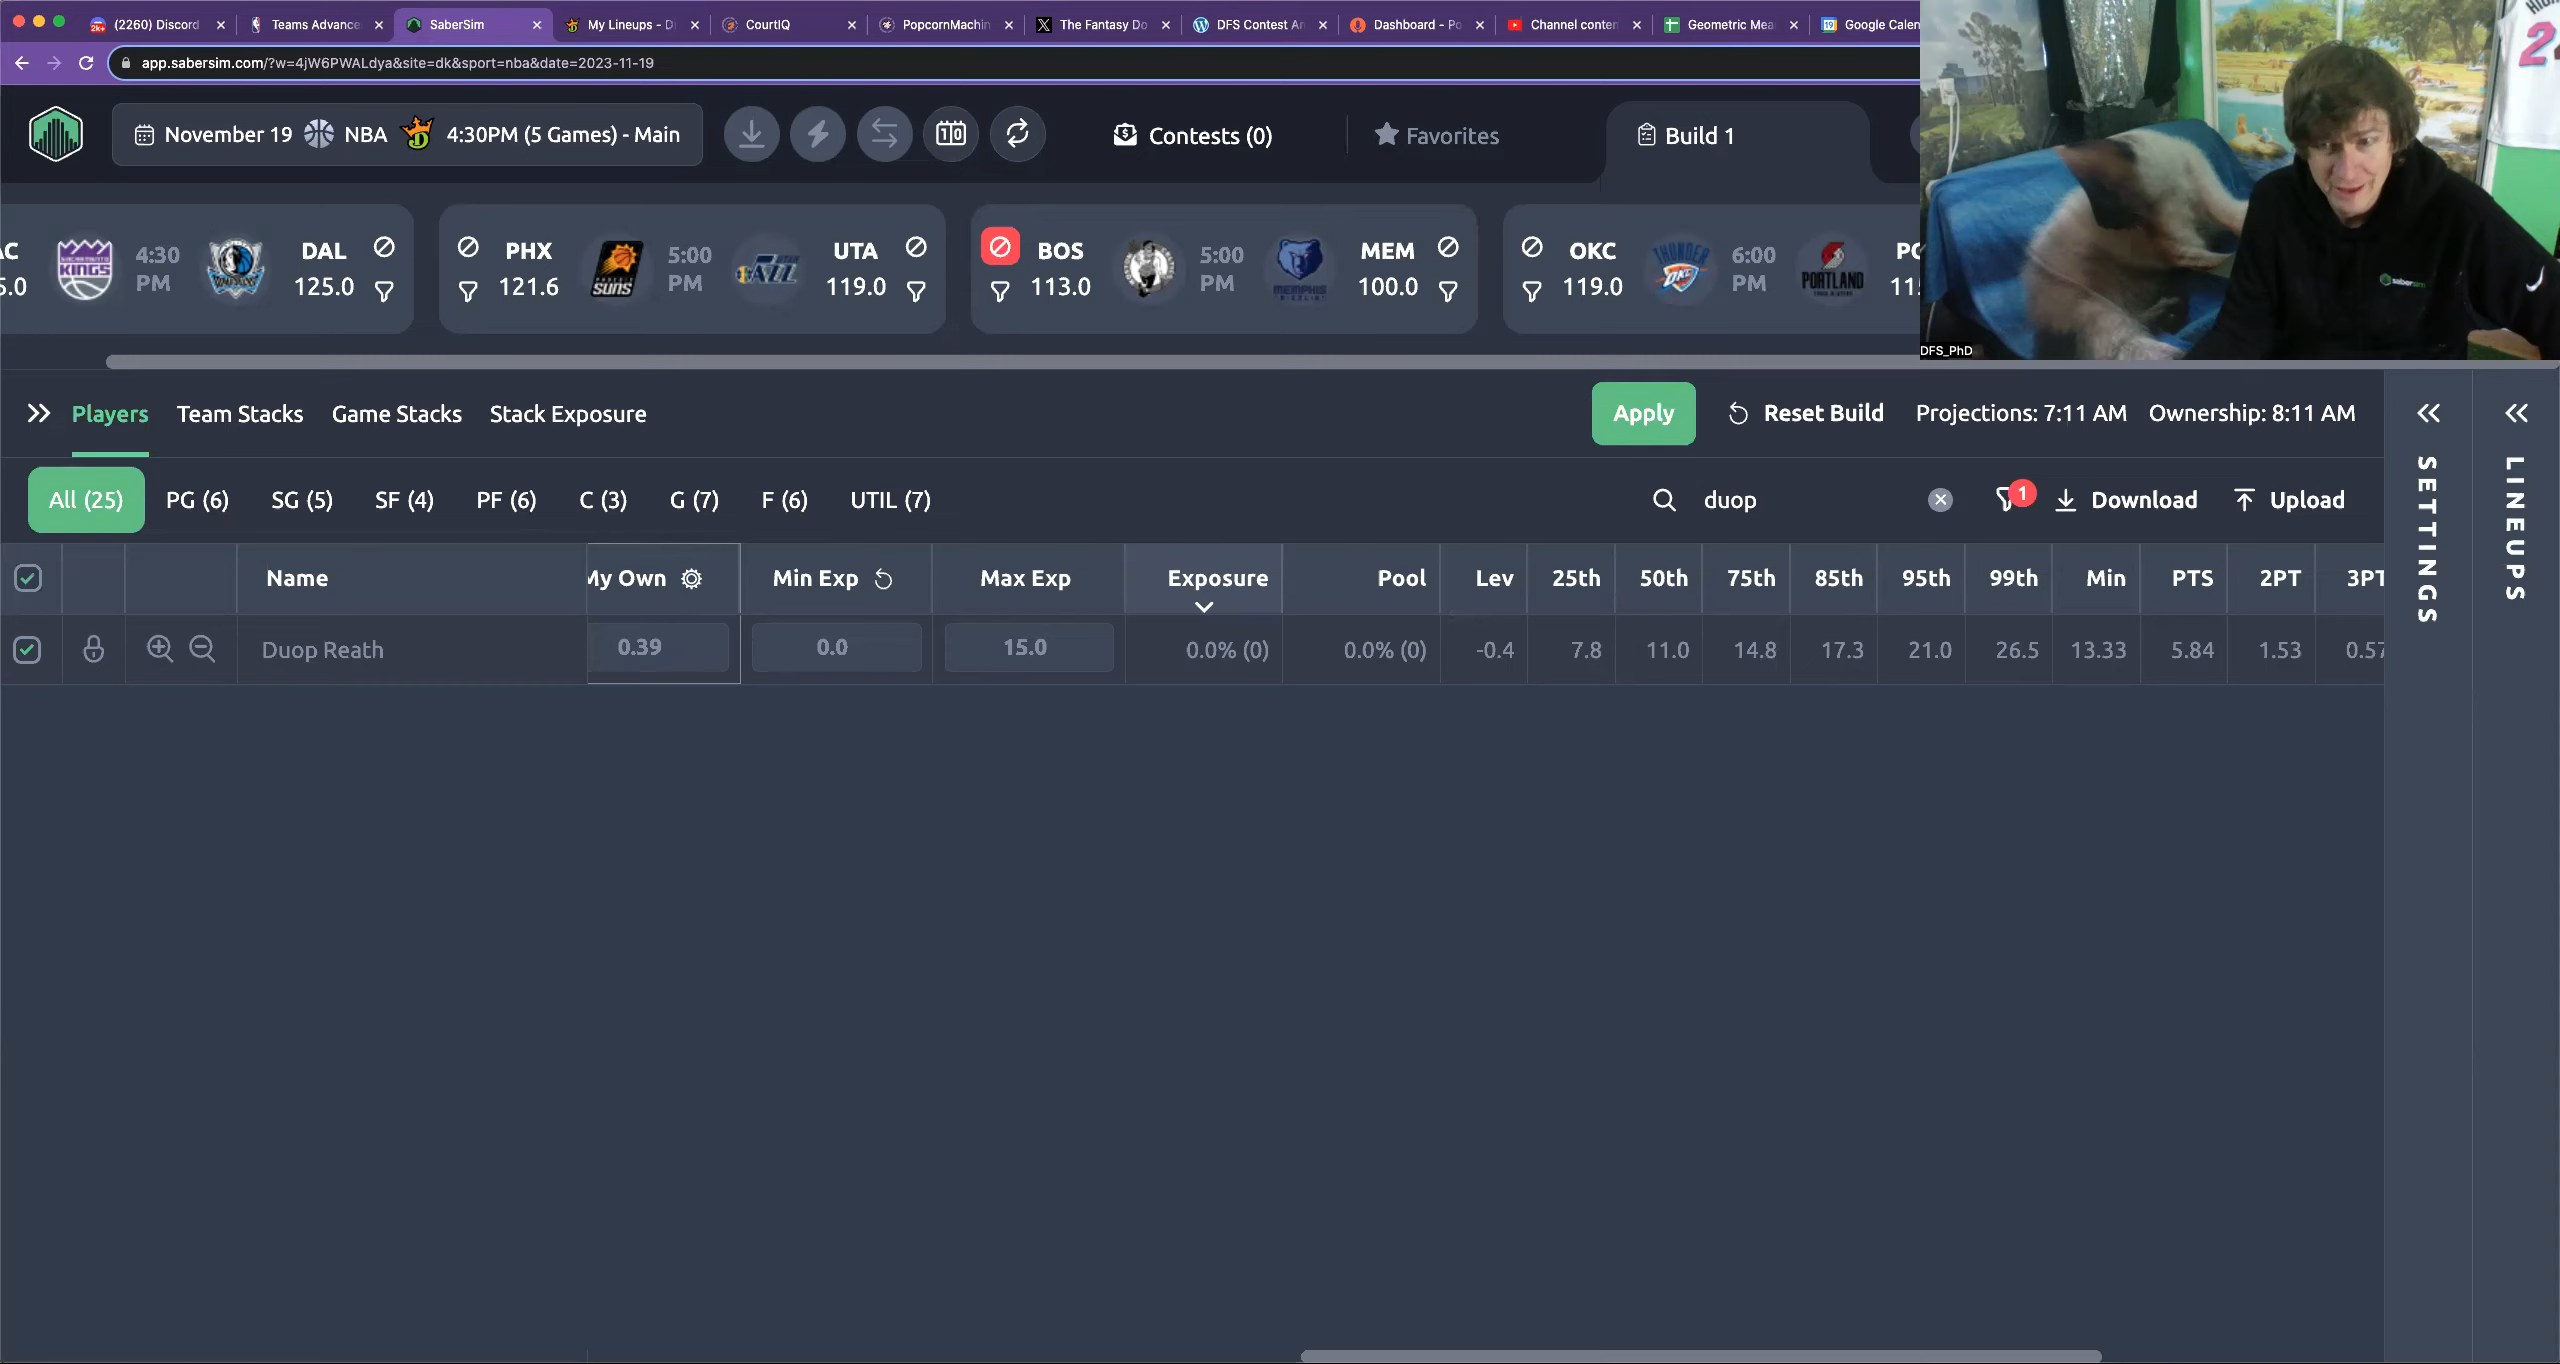 (2260) Discord
Teams Advance
SaberSim
My Lineups - D
CourtIQ
PopcornMachin
The Fantasy Do
DFS Contest An
Dashboard - Po
Channel conten
Geometric Mea
Google Calen
app.sabersim.com/?w=4jW6PWALdya&site=dk&sport=nba&date=2023-11-19
November 19 NBA 4:30PM (5 Games) - Main
Contests (0)
Favorites
Build 1
4:30 PM
DAL 125.0
PHX 121.6
5:00 PM
UTA 119.0
BOS 113.0
5:00 PM
MEM 100.0
OKC 119.0
6:00 PM
DFS_PhD
Players Team Stacks Game Stacks Stack Exposure
Apply Reset Build Projections: 7:11 AM Ownership: 8:11 AM
All (25) PG (6) SG (5) SF (4) PF (6) C (3) G (7) F (6) UTIL (7)
duop 1 Download Upload
Name My Own Min Exp Max Exp Exposure Pool Lev 25th 50th 75th 85th 95th 99th Min PTS 2PT 3PT
Duop Reath 0.39 0.0 15.0 0.0% (0) 0.0% (0) -0.4 7.8 11.0 14.8 17.3 21.0 26.5 13.33 5.84 1.53 0.57
SETTINGS
LINEUPS